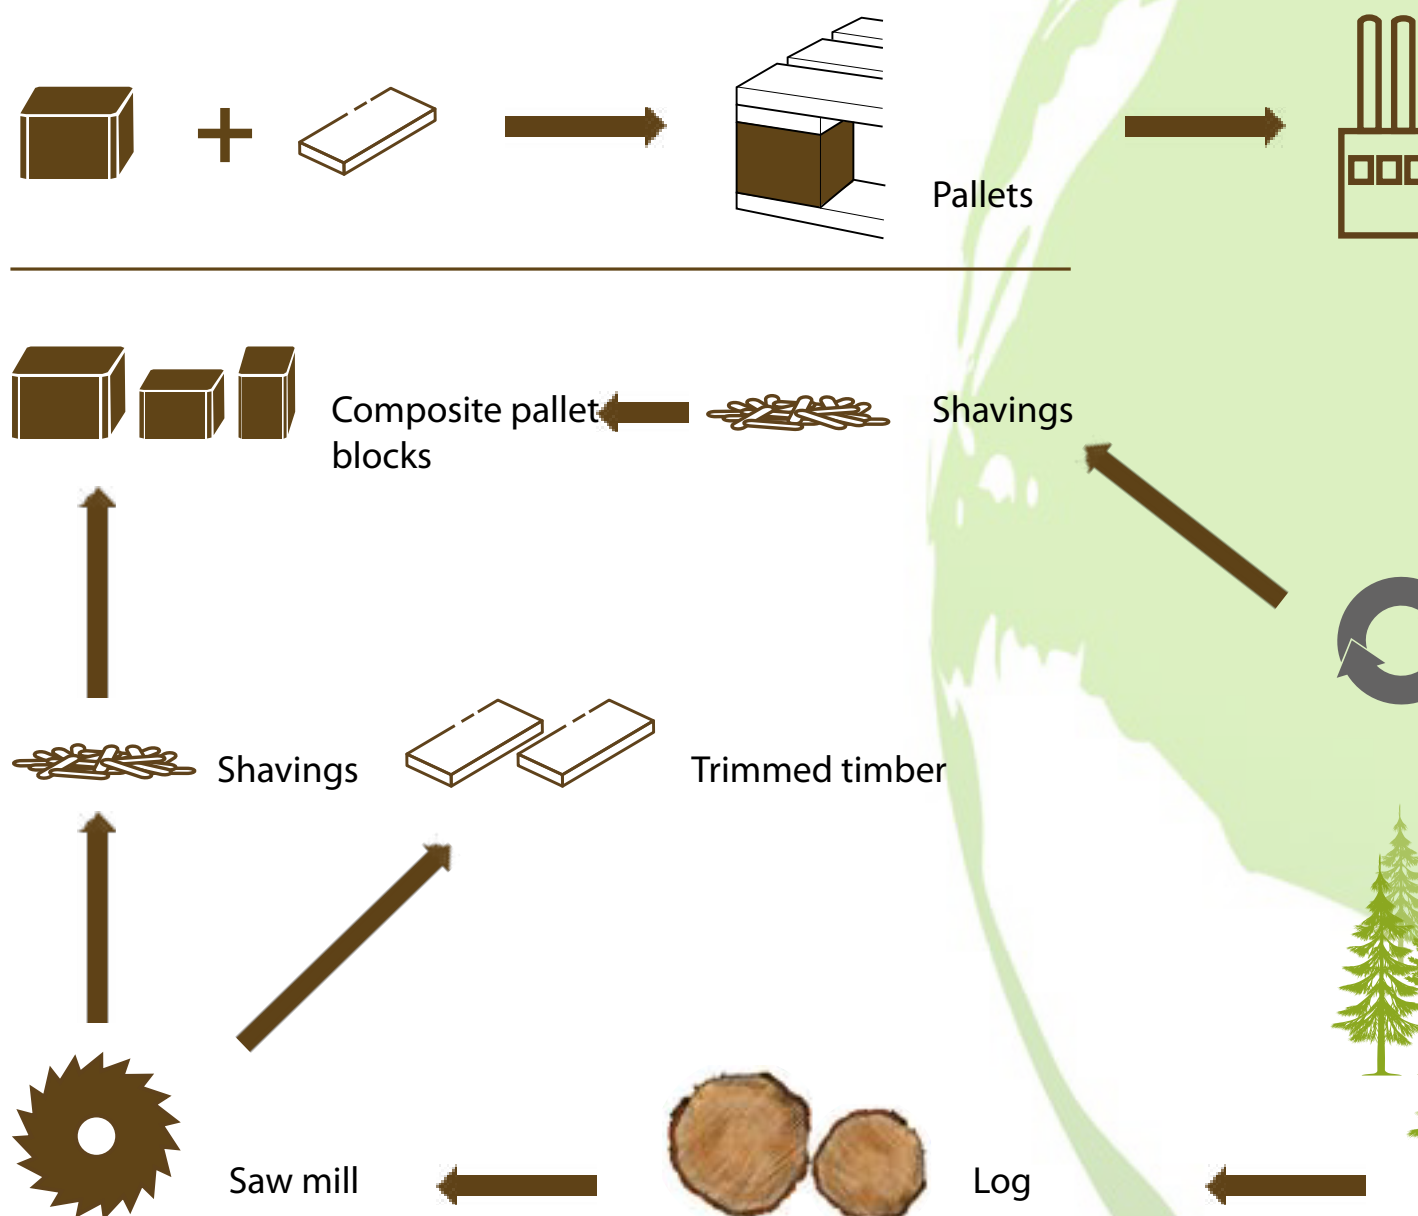 Pallets
Composite pallet
blocks
Shavings
Shavings
Trimmed timber
Saw mill
Log